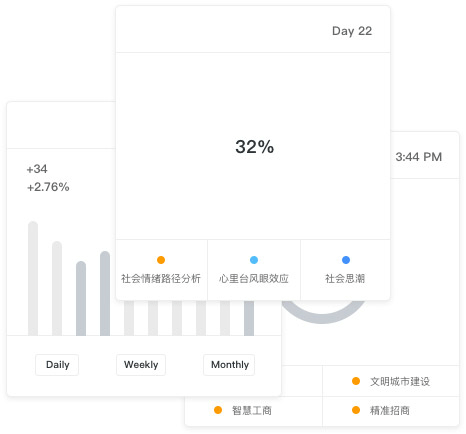 Day 22
32%
社会情绪路径分析
心里台风眼效应
社会思潮
+34
+2.76%
Daily
Weekly
Monthly
3:44 PM
文明城市建设
智慧工商
精准招商